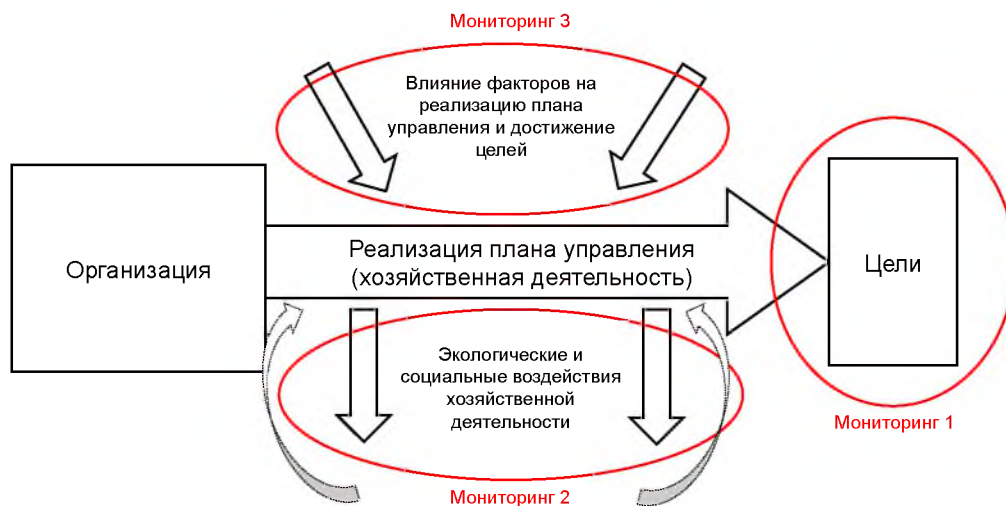 Мониторинг 3
Влияние факторов на
реализацию плана
управления и достижение
целей
Организация
Реализация плана управления
(хозяйственная деятельность)
Цели
Экологические и
социальные воздействия
хозяйственной
деятельности
Мониторинг 1
Мониторинг 2